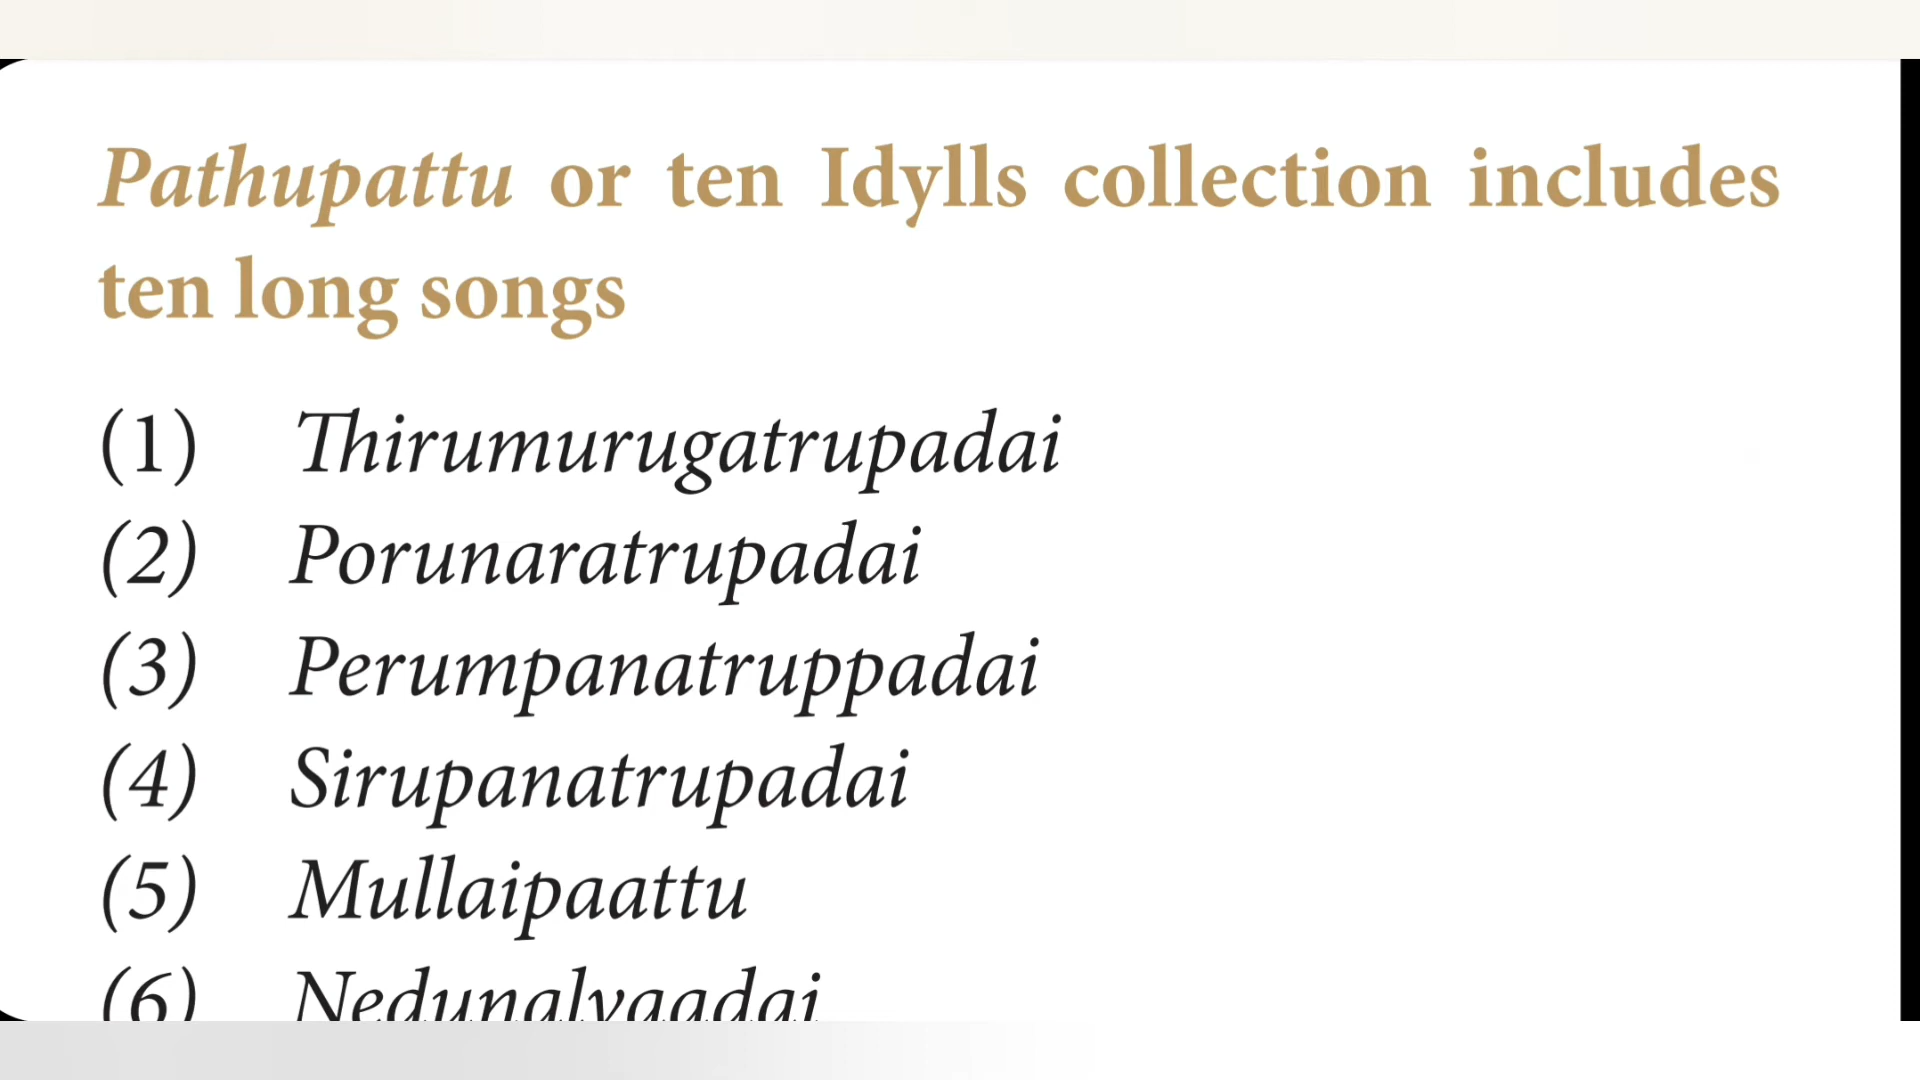 Pathupattu or ten Idylls collection includes
ten long songs
(1) Thirumurugatrupadai
(2) Porunaratrupadai
(3) Perumpanatruppadai
(4) Sirupanatrupadai
(5) Mullaipaattu
(6) Nedunalvaadai